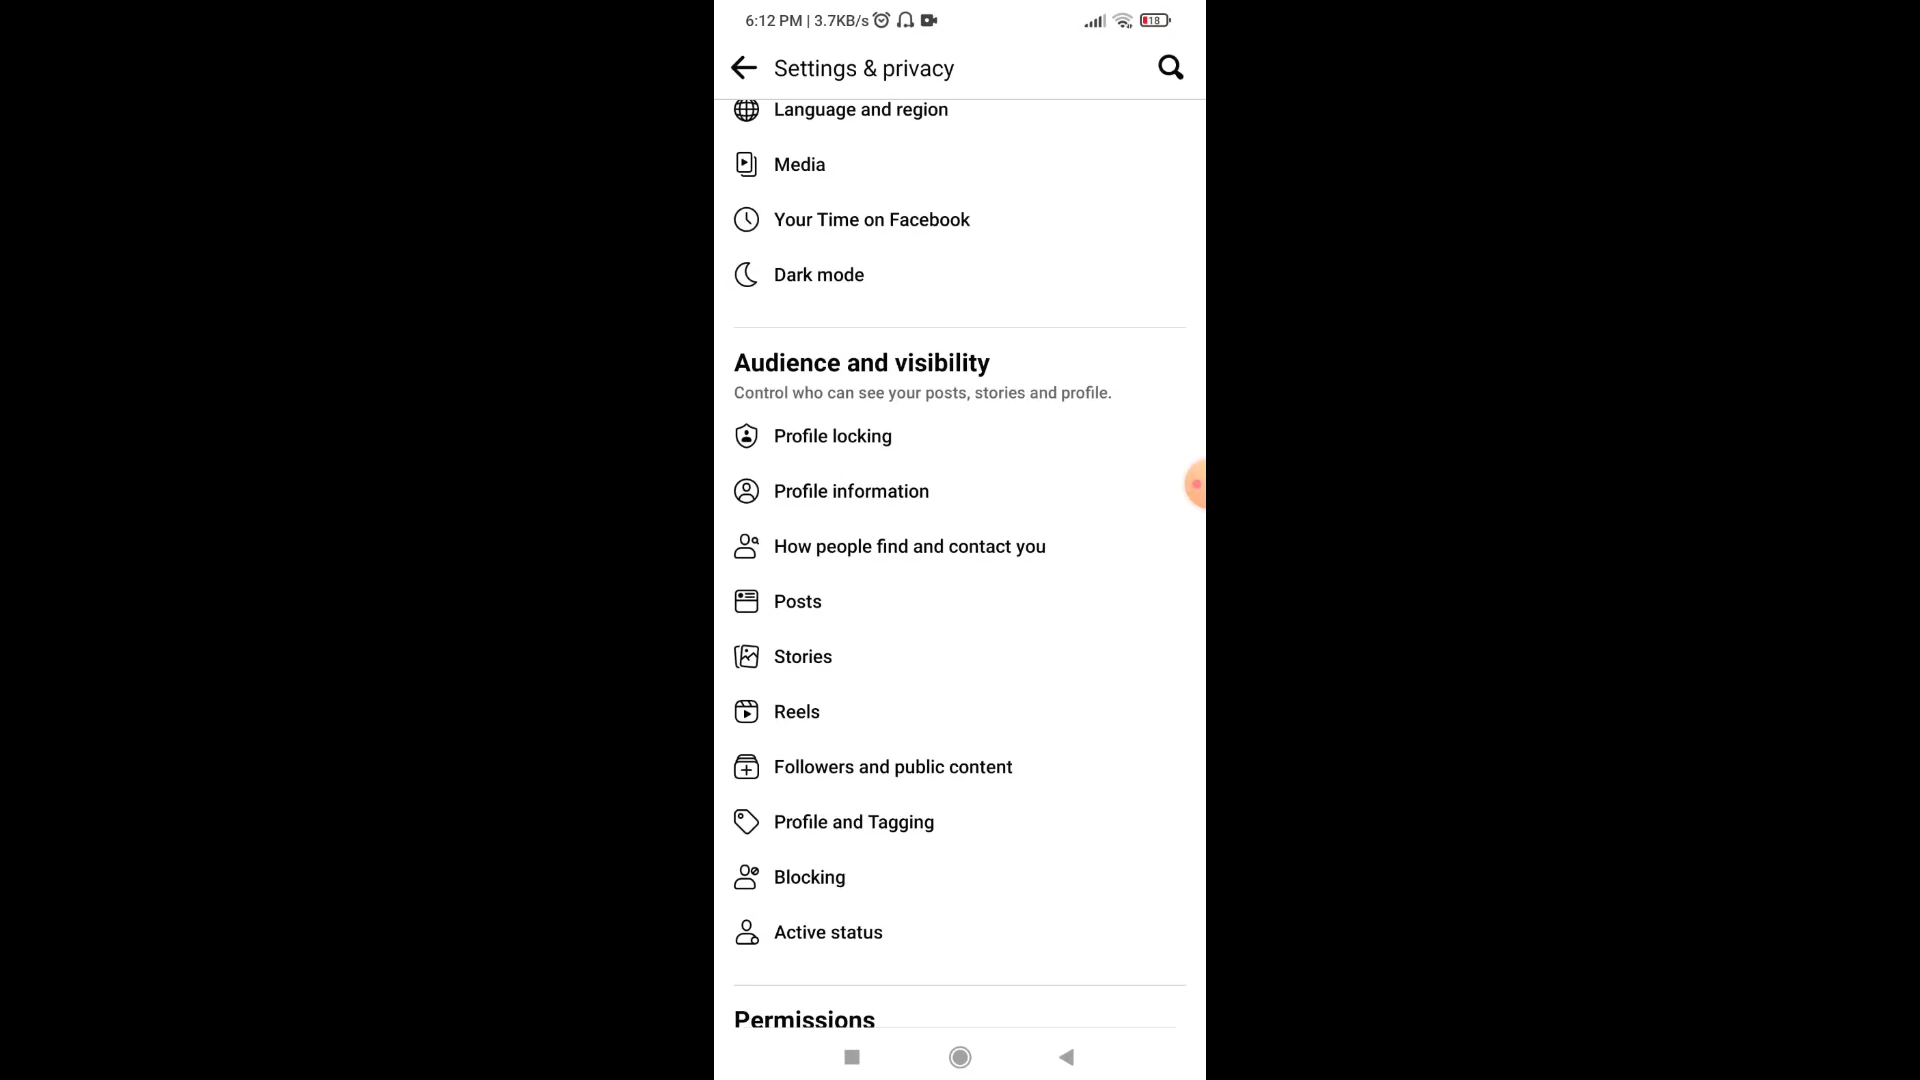 6:12 PM | 3.7KB/s
18
Settings & privacy
Language and region
Media
Your Time on Facebook
Dark mode
Audience and visibility
Control who can see your posts, stories and profile.
Profile locking
Profile information
How people find and contact you
Posts
Stories
Reels
Followers and public content
Profile and Tagging
Blocking
Active status
Permissions